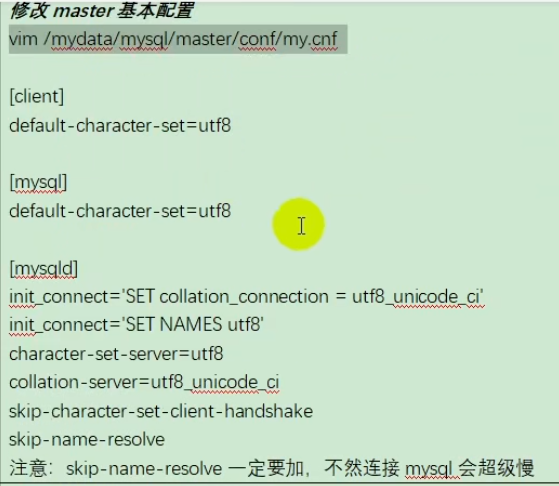 修改 master 基本配置
vim /mydata/mysql/master/conf/my.cnf
[client]
default-character-set=utf8
[mysql]
default-character-set=utf8
[mysqld]
init_connect='SET collation_connection = utf8_unicode_ci'
init_connect='SET NAMES utf8'
character-set-server=utf8
collation-server=utf8_unicode_ci
skip-character-set-client-handshake
skip-name-resolve
注意：skip-name-resolve 一定要加，不然连接 mysql 会超级慢